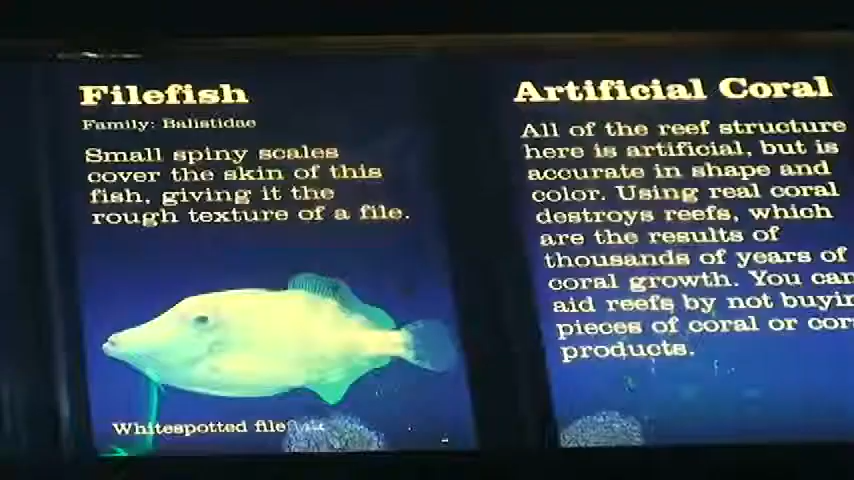 Filefish
Family: Balistidae
Small spiny scales
cover the skin of this
fish, giving it the
rough texture of a file.
Whitespotted
Artificial Coral
All of the reef structure
here is artificial, but is
accurate in shape and
color. Using real coral
destroys reefs, which
are the results of
thousands of years of
coral growth. You can
aid reefs by not
pieces of coral or
products.